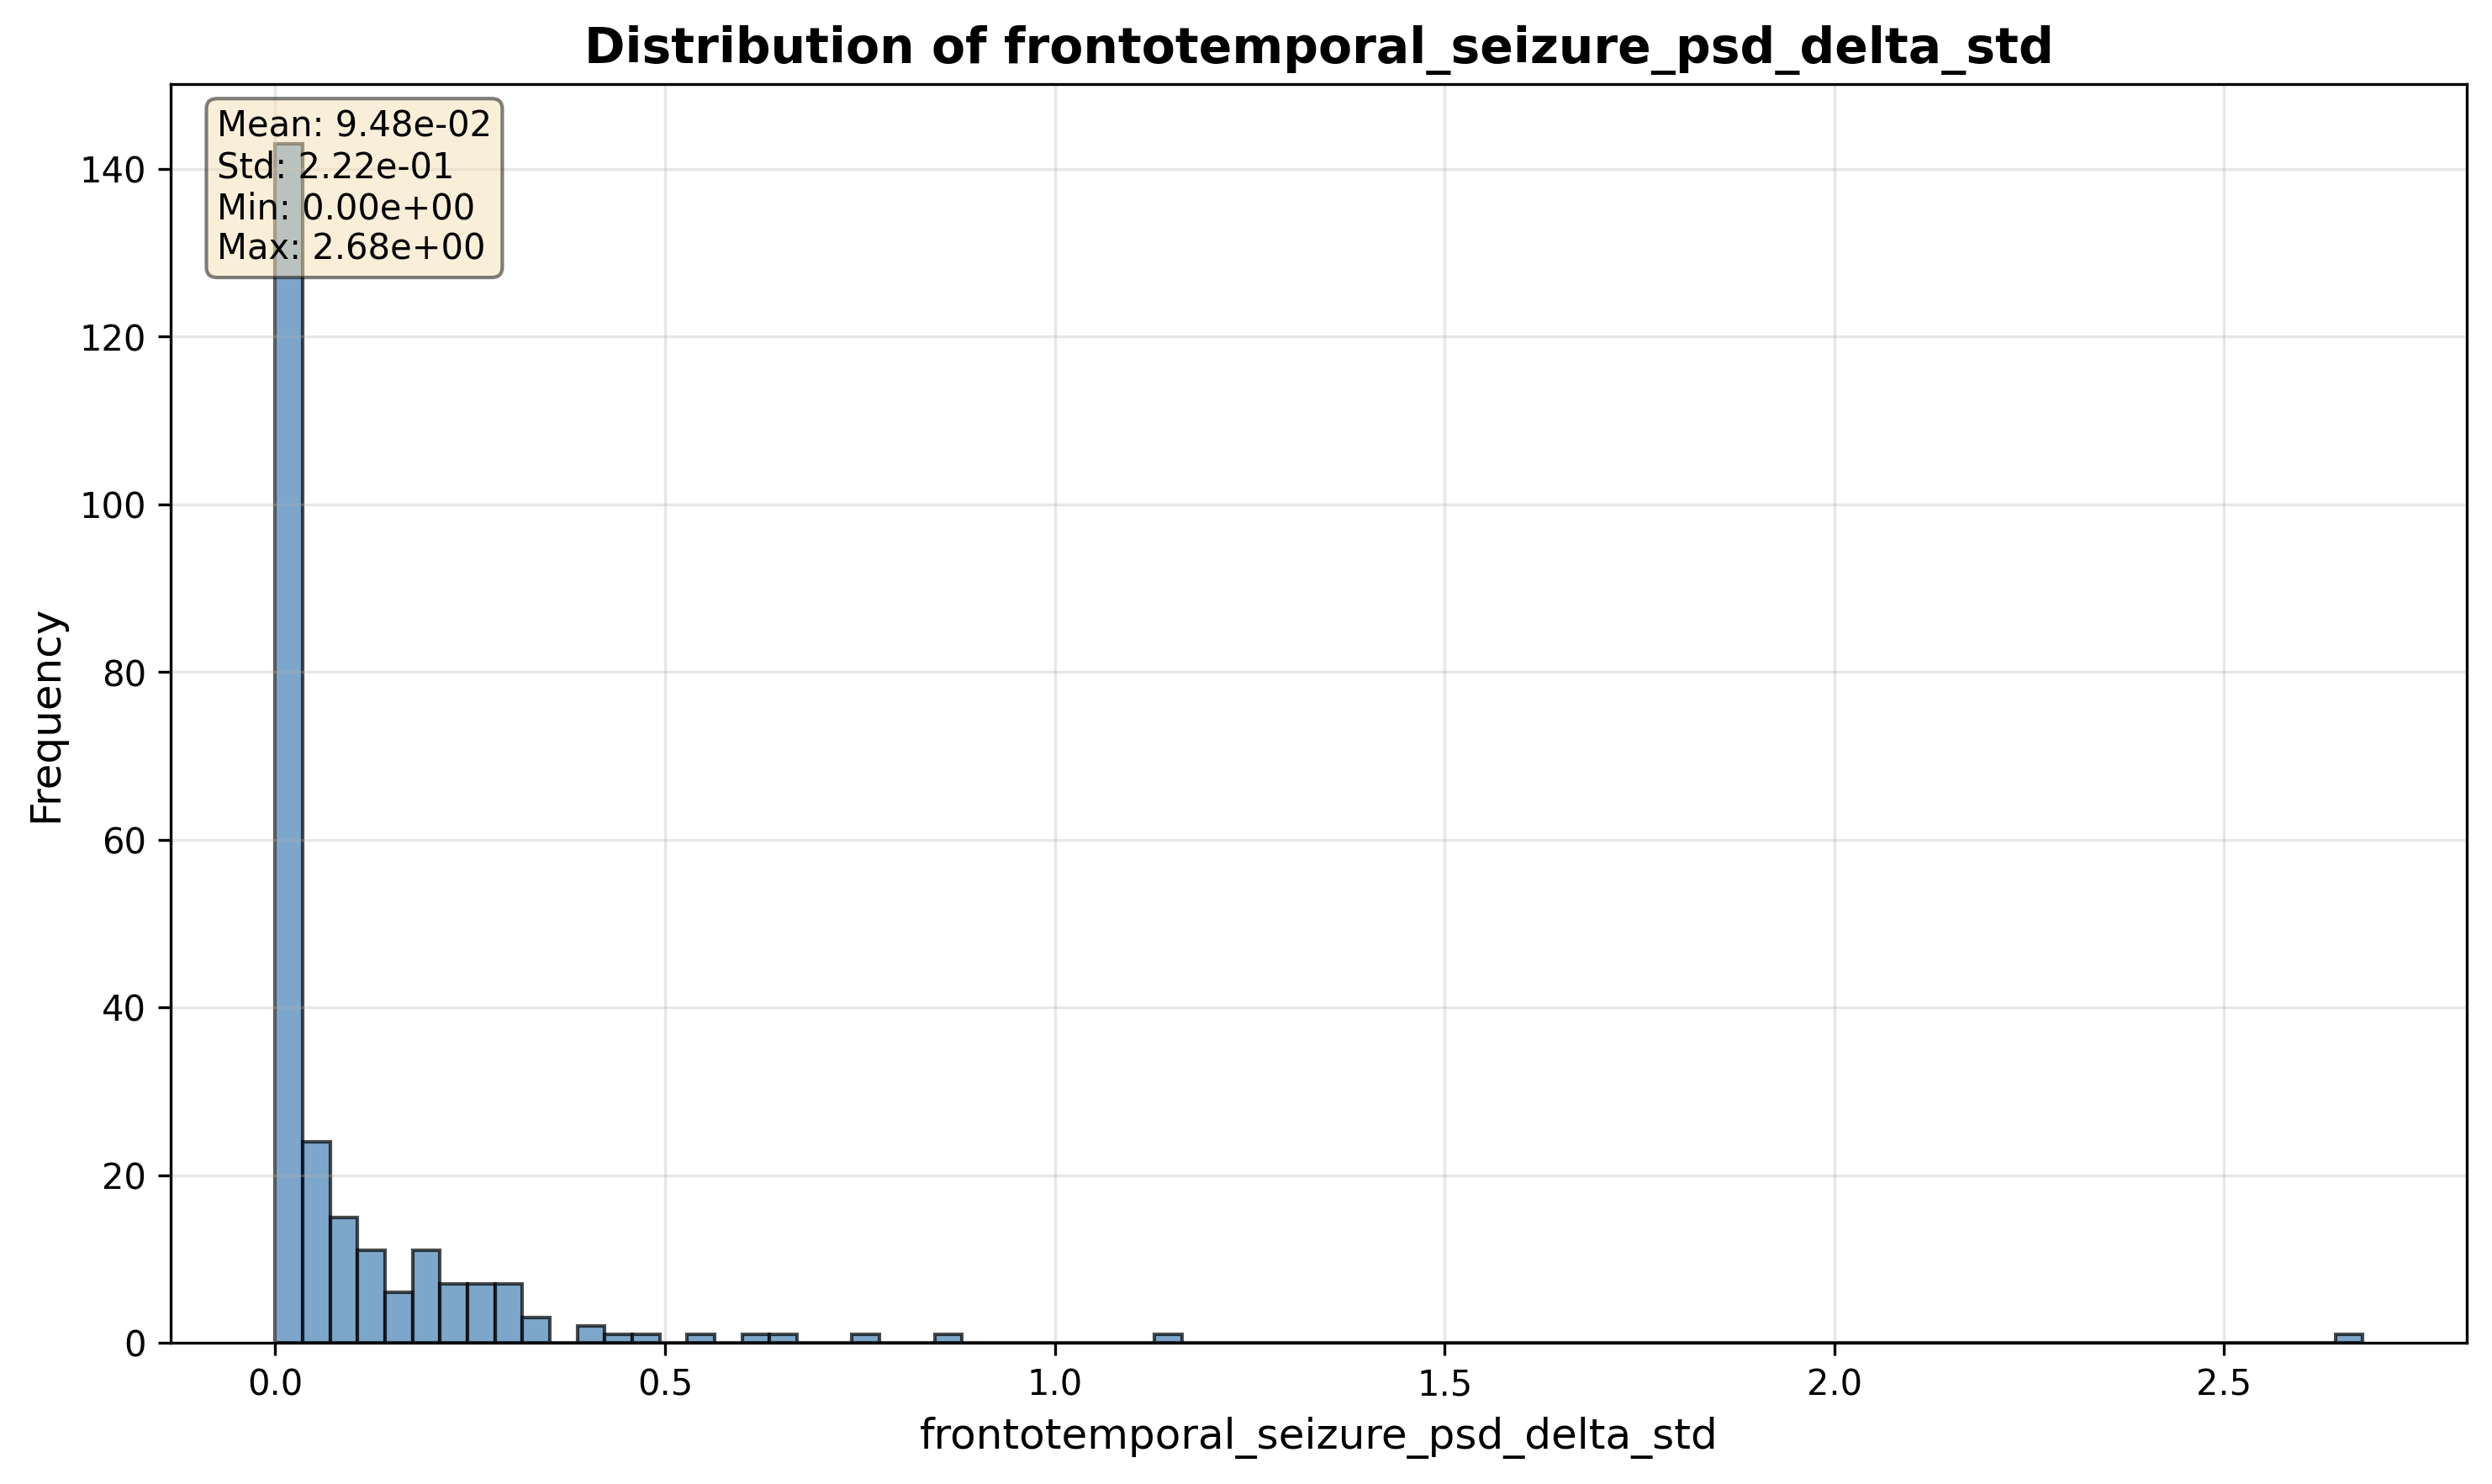 Distribution of frontotemporal_seizure_psd_delta_std
Mean: 9.48e-02
Std: 2.22e-01
Min: 0.00e+00
Max: 2.68e+00
140
120
100
80
60
40
20
0
Frequency
0.0 0.5 1.0 1.5 2.0 2.5
frontotemporal_seizure_psd_delta_std